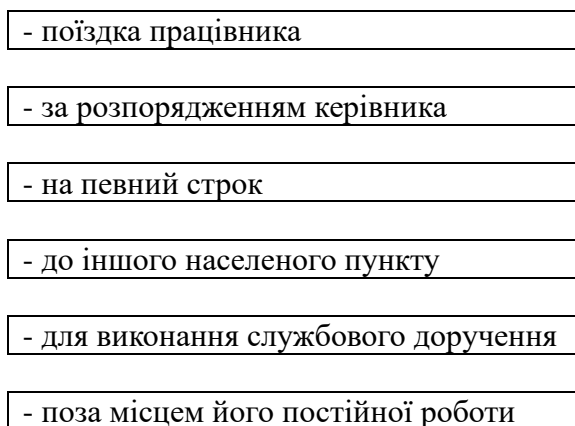 - поїздка працівника
- за розпорядженням керівника
- на певний строк
- до іншого населеного пункту
- для виконання службового доручення
- поза місцем його постійної роботи